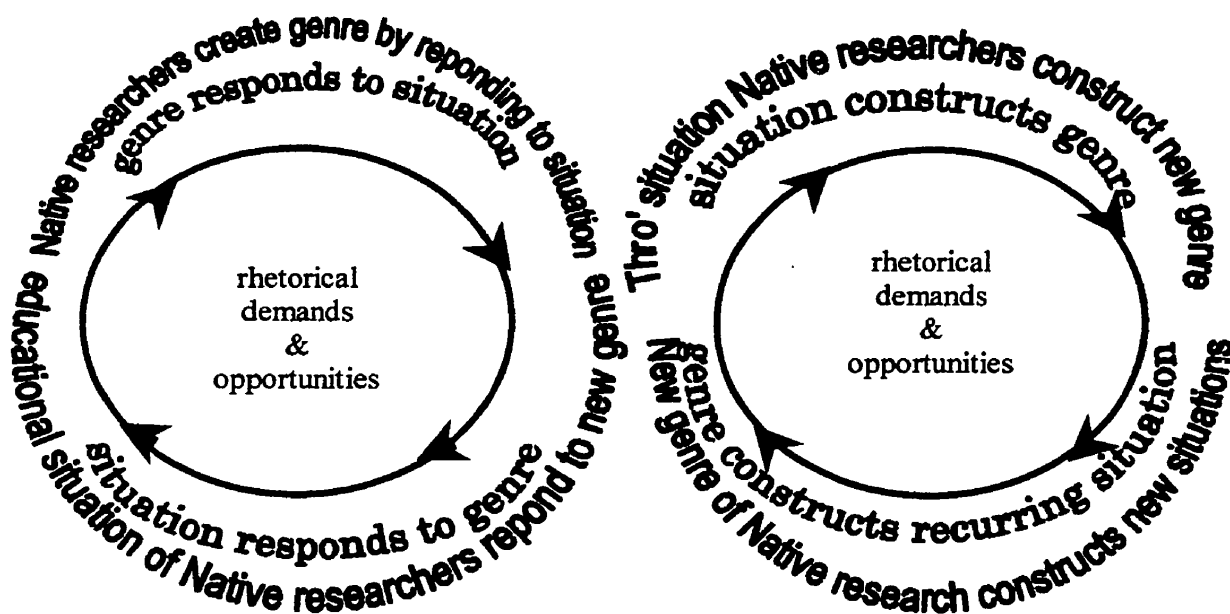 Native researchers create genre by reponding to situation
genre responds to situation
rhetorical
demands
&
opportunities
situation responds to genre
educational situation of Native researchers repond to new genre
Thro' situation Native researchers construct new genre
situation constructs genre
rhetorical
demands
&
opportunities
genre constructs recurring situation
New genre of Native research constructs new situations